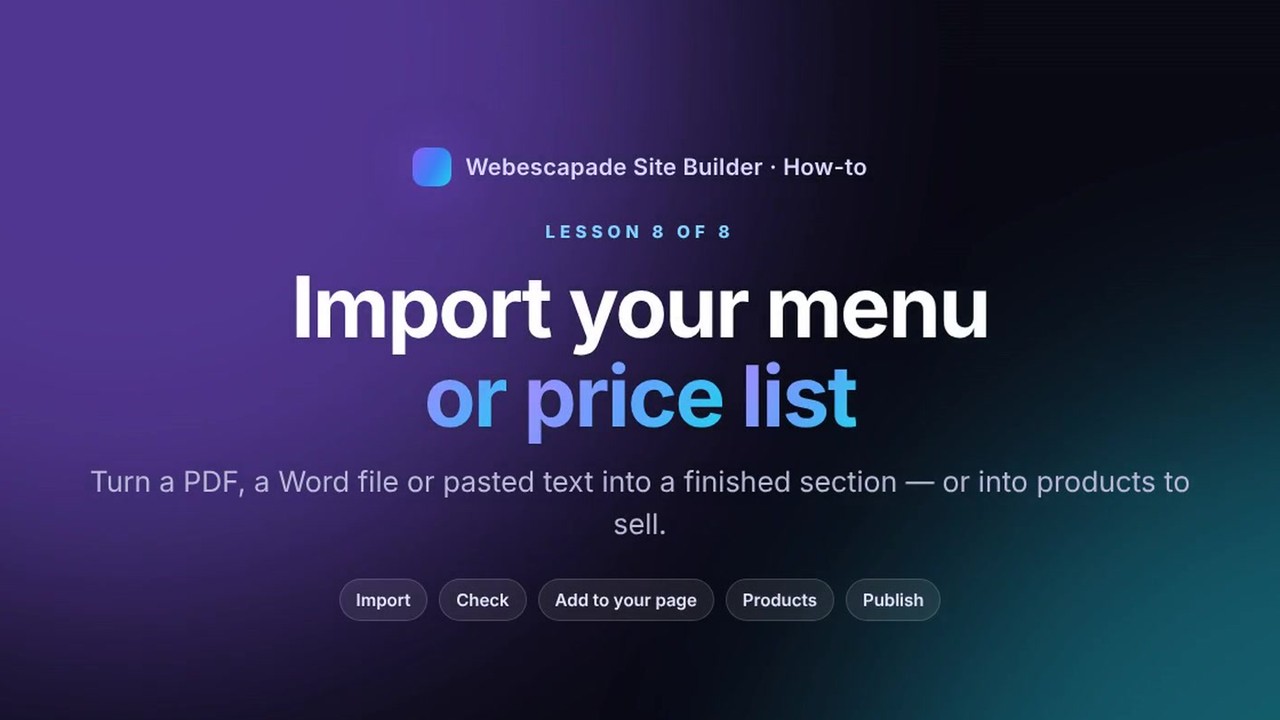 Webescapade Site Builder · How-to
LESSON 8 OF 8
Import your menu
or price list
Turn a PDF, a Word file or pasted text into a finished section — or into products to
sell.
Import
Check
Add to your page
Products
Publish